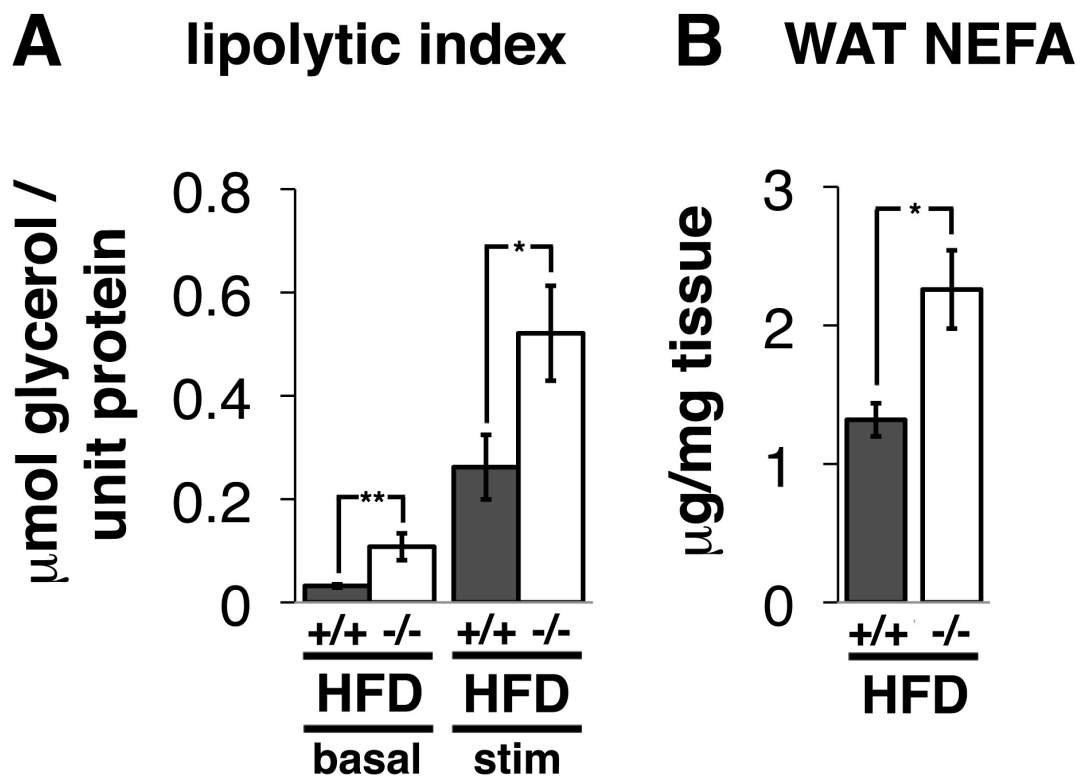 A lipolytic index
μmol glycerol /
unit protein
0.8
0.6
0.4
0.2
0
**
*
+/+ -/- +/+ -/-
HFD HFD
basal stim
B WAT NEFA
μg/mg tissue
3
2
1
0
*
+/+ -/-
HFD